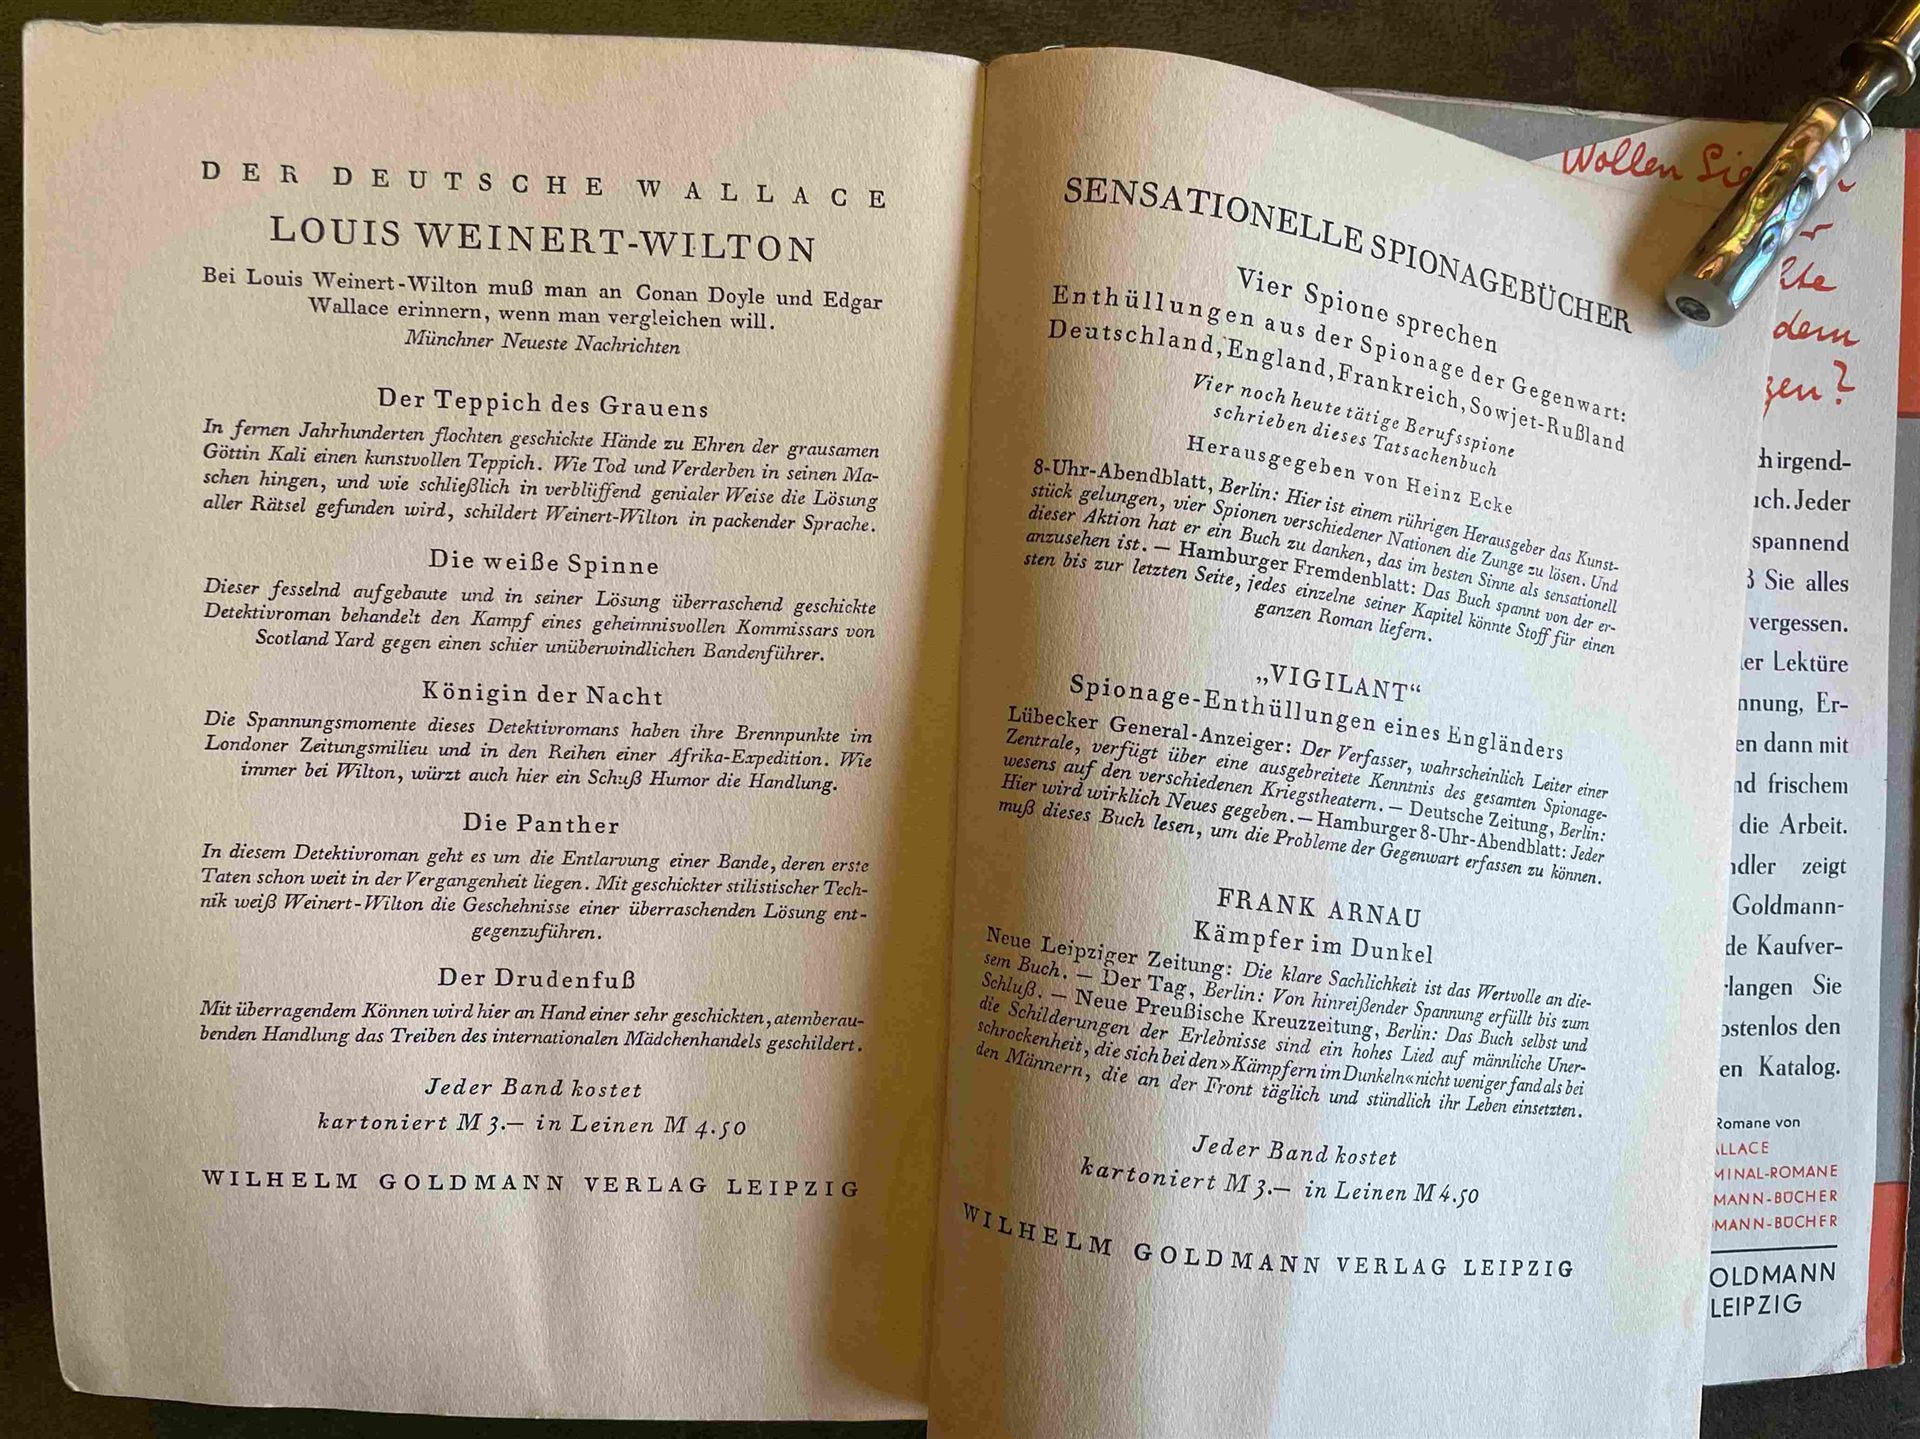 DER DEUTSCHE WALLACE
LOUIS WEINERT-WILTON
Bei Louis Weinert-Wilton muß man an Conan Doyle und Edgar
Wallace erinnern, wenn man vergleichen will.
Münchner Neueste Nachrichten
Der Teppich des Grauens
In fernen Jahrhunderten flochten geschickte Hände zu Ehren der grausamen
Göttin Kali einen kunstvollen Teppich. Wie Tod und Verderben in seinen Ma-
schen hingen, und wie schließlich in verblüffend genialer Weise die Lösung
aller Rätsel gefunden wird, schildert Weinert-Wilton in packender Sprache.
Die weiße Spinne
Dieser fesselnd aufgebaute und in seiner Lösung überraschend geschickte
Detektivroman behandelt den Kampf eines geheimnisvollen Kommissars von
Scotland Yard gegen einen schier unüberwindlichen Bandenführer.
Königin der Nacht
Die Spannungsmomente dieses Detektivromans haben ihre Brennpunkte im
Londoner Zeitungsmilieu und in den Reihen einer Afrika-Expedition. Wie
immer bei Wilton, würzt auch hier ein Schuß Humor die Handlung.
Die Panther
In diesem Detektivroman geht es um die Entlarvung einer Bande, deren erste
Taten schon weit in der Vergangenheit liegen. Mit geschickter stilistischer Tech-
nik weiß Weinert-Wilton die Geschehnisse einer überraschenden Lösung ent-
gegenzuführen.
Der Drudenfuß
Mit überragendem Können wird hier an Hand einer sehr geschickten, atemberau-
benden Handlung das Treiben des internationalen Mädchenhandels geschildert.
Jeder Band kostet
kartoniert M 3.— in Leinen M 4.50
WILHELM GOLDMANN VERLAG LEIPZIG
SENSATIONELLE SPIONAGEBÜCHER
Vier Spione sprechen
Enthüllungen aus der Spionage der Gegenwart:
Deutschland, England, Frankreich, Sowjet-Rußland
Vier noch heute tätige Berufsspione
schrieben dieses Tatsachenbuch
Herausgegeben von Heinz Ecke
8-Uhr-Abendblatt, Berlin: Hier ist einem rührigen Herausgeber das Kunst-
stück gelungen, vier Spionen verschiedener Nationen die Zunge zu lösen. Und
dieser Aktion hat er ein Buch zu danken, das im besten Sinne als sensationell
anzusehen ist. — Hamburger Fremdenblatt: Das Buch spannt von der er-
sten bis zur letzten Seite, jedes einzelne seiner Kapitel könnte Stoff für einen
ganzen Roman liefern.
„VIGILANT“
Spionage-Enthüllungen eines Engländers
Lübecker General-Anzeiger: Der Verfasser, wahrscheinlich Leiter einer
Zentrale, verfügt über eine ausgebreitete Kenntnis des gesamten Spionage-
wesens auf den verschiedenen Kriegstheatern. — Deutsche Zeitung, Berlin:
Hier wird wirklich Neues gegeben. — Hamburger 8-Uhr-Abendblatt: Jeder
muß dieses Buch lesen, um die Probleme der Gegenwart erfassen zu können.
FRANK ARNAU
Kämpfer im Dunkel
Neue Leipziger Zeitung: Die klare Sachlichkeit ist das Wertvolle an die-
sem Buch. — Der Tag, Berlin: Von hinreißender Spannung erfüllt bis zum
Schluß. — Neue Preußische Kreuzzeitung, Berlin: Das Buch selbst und
die Schilderungen der Erlebnisse sind ein hohes Lied auf männliche Uner-
schrockenheit, die sich bei den »Kämpfern im Dunkeln« nicht weniger fand als bei
den Männern, die an der Front täglich und stündlich ihr Leben einsetzten.
Jeder Band kostet
kartoniert M 3.— in Leinen M 4.50
WILHELM GOLDMANN VERLAG LEIPZIG
Wollen Sie
dem
irgend-
Jeder
spannend
Sie alles
vergessen.
Lektüre
Er-
dann mit
frischem
die Arbeit.
zeigt
Goldmann-
Kaufver-
Sie
den
Katalog.
Romane von
LEIPZIG